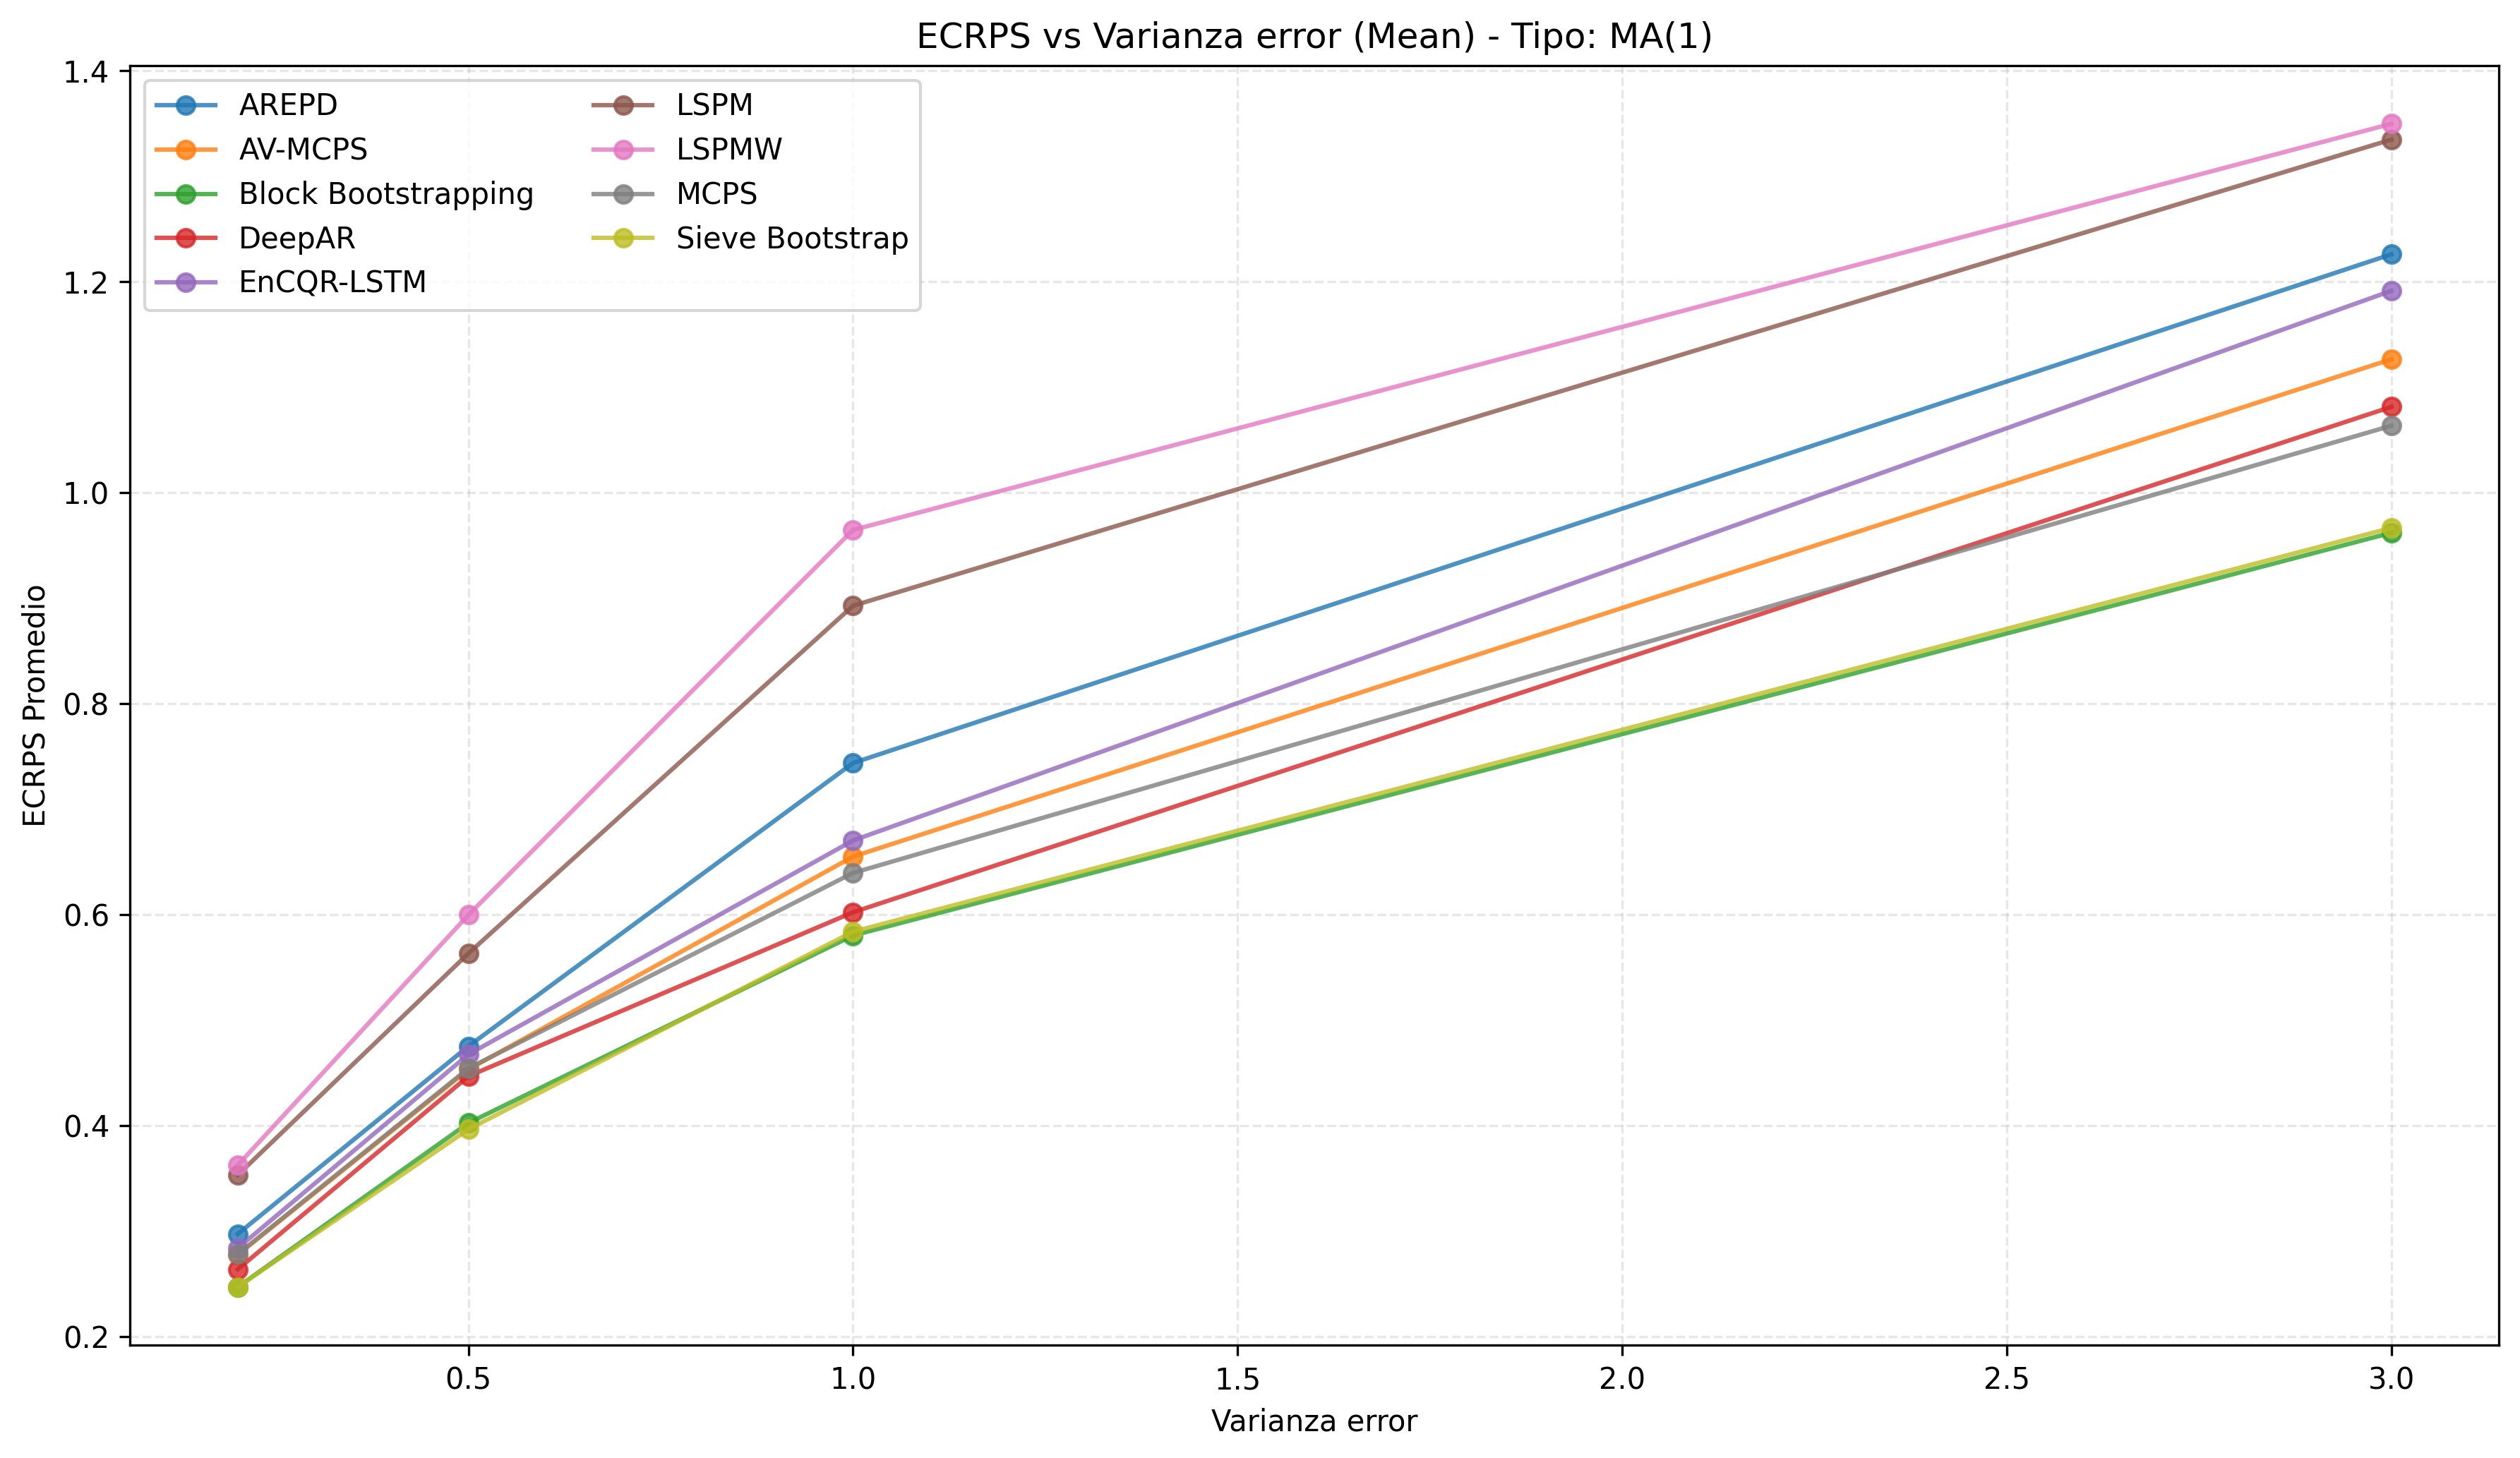 ECRPS vs Varianza error (Mean) - Tipo: MA(1)
1.4
1.2
1.0
0.8
0.6
0.4
0.2
ECRPS Promedio
AREPD
AV-MCPS
Block Bootstrapping
DeepAR
EnCQR-LSTM
LSPM
LSPMW
MCPS
Sieve Bootstrap
0.5
1.0
1.5
2.0
2.5
3.0
Varianza error